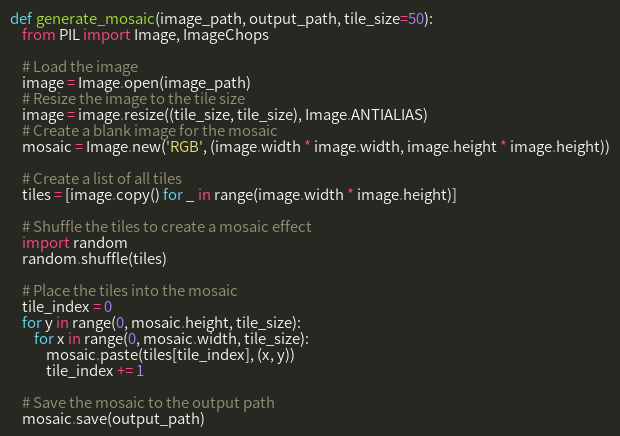 def generate_mosaic(image_path, output_path, tile_size=50):
from PIL import Image, ImageChops
# Load the image
image = Image.open(image_path)
# Resize the image to the tile size
image = image.resize((tile_size, tile_size), Image.ANTIALIAS)
# Create a blank image for the mosaic
mosaic = Image.new('RGB', (image.width * image.width, image.height * image.height))
# Create a list of all tiles
tiles = [image.copy() for _ in range(image.width * image.height)]
# Shuffle the tiles to create a mosaic effect
import random
random.shuffle(tiles)
# Place the tiles into the mosaic
tile_index = 0
for y in range(0, mosaic.height, tile_size):
for x in range(0, mosaic.width, tile_size):
mosaic.paste(tiles[tile_index], (x, y))
tile_index += 1
# Save the mosaic to the output path
mosaic.save(output_path)